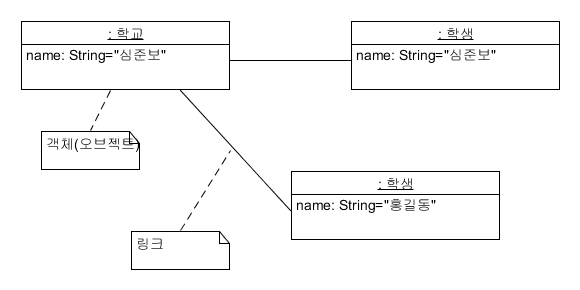 : 학교
name: String="심준보"
: 학생
name: String="심준보"
객체(오브젝트)
: 학생
name: String="홍길동"
링크